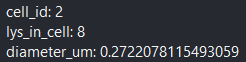 cell_id: 2
lys_in_cell: 8
diameter_um: 0.2722078115493059